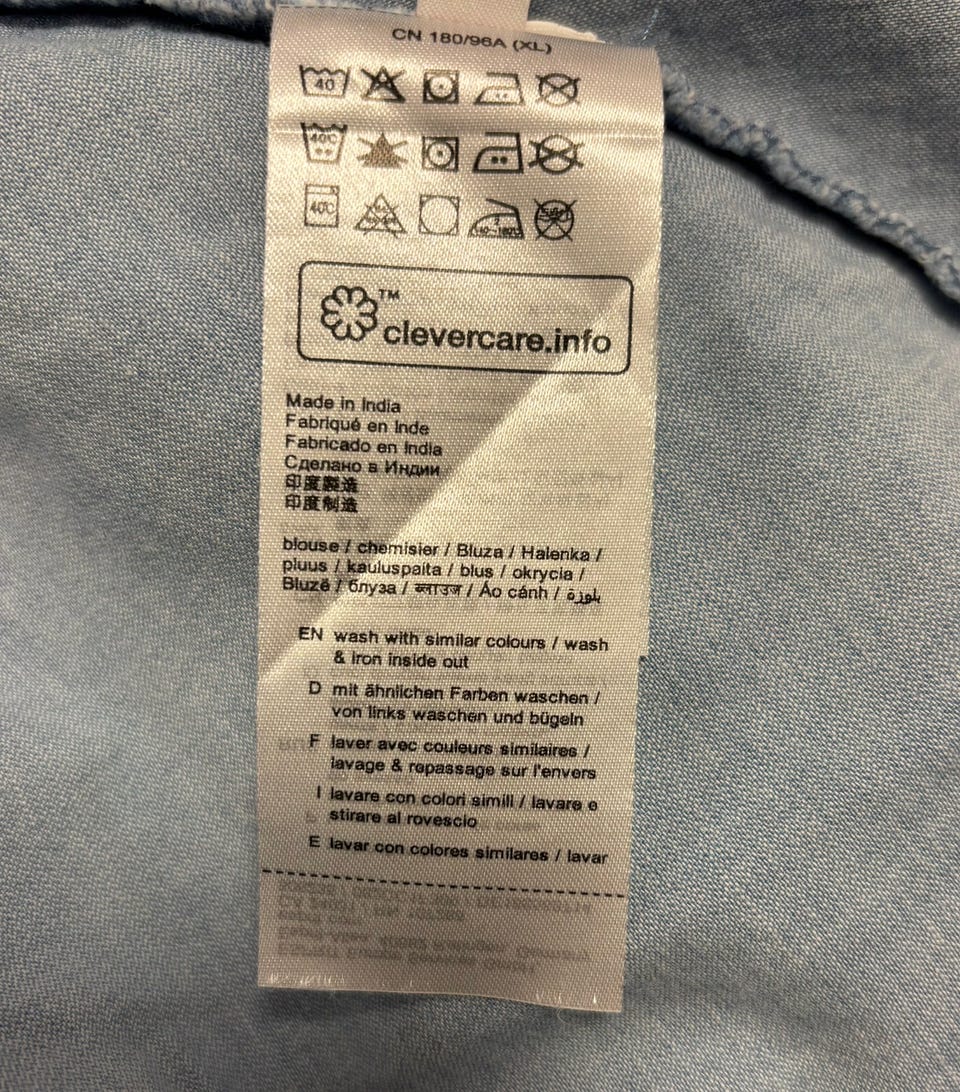 CN 180/96A (XL)
40
40C
40C
clevercare.info
TM
Made in India
Fabriqué en Inde
Fabricado en India
Сделано в Индии
印度製造
印度制造
blouse / chemisier / Bluza / Halenka /
pluus / kauluspaita / blus / okrycia /
Bluzë / блуза / ब्लाउज / Áo cánh / بلوزة
EN wash with similar colours / wash
& iron inside out
D mit ähnlichen Farben waschen /
von links waschen und bügeln
F laver avec couleurs similaires /
lavage & repassage sur l'envers
I lavare con colori simili / lavare e
stirare al rovescio
E lavar con colores similares / lavar